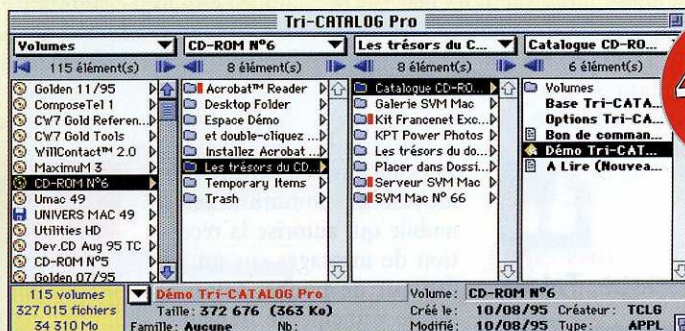 Tri-CATALOG Pro
Volumes
CD-ROM N°6
Les trésors du C...
Catalogue CD-RO...
115 élément(s)
8 élément(s)
8 élément(s)
6 élément(s)
Golden 11/95
ComposeTel 1
CW7 Gold Referen...
CW7 Gold Tools
WillContact™ 2.0
MaximuM 3
CD-ROM N°6
Umac 49
UNIVERS MAC 49
Utilities HD
Dev.CD Aug 95 TC
CD-ROM N°5
Golden 07/95
Acrobat™ Reader
Desktop Folder
Espace Démo
et double-cliquez ...
Installez Acrobat ...
Les trésors du CD...
Temporary Items
Trash
Catalogue CD-RO...
Galerie SVM Mac
Kit Francenet Exc...
KPT Power Photos
Les trésors du do...
Placer dans Dossi...
Serveur SVM Mac
SVM Mac N° 66
Volumes
Base Tri-CATA...
Options Tri-CA...
Bon de comman...
Démo Tri-CAT...
A Lire (Nouvea...
4
115 volumes
327 015 fichiers
34 310 Mo
Démo Tri-CATALOG Pro
Taille: 372 676 (363 Ko)
Famille: Aucune Nb:
Volume: CD-ROM N°6
Créé le: 10/08/95 Créateur: TCLG
Modifié: 10/08/95 Type: APPL